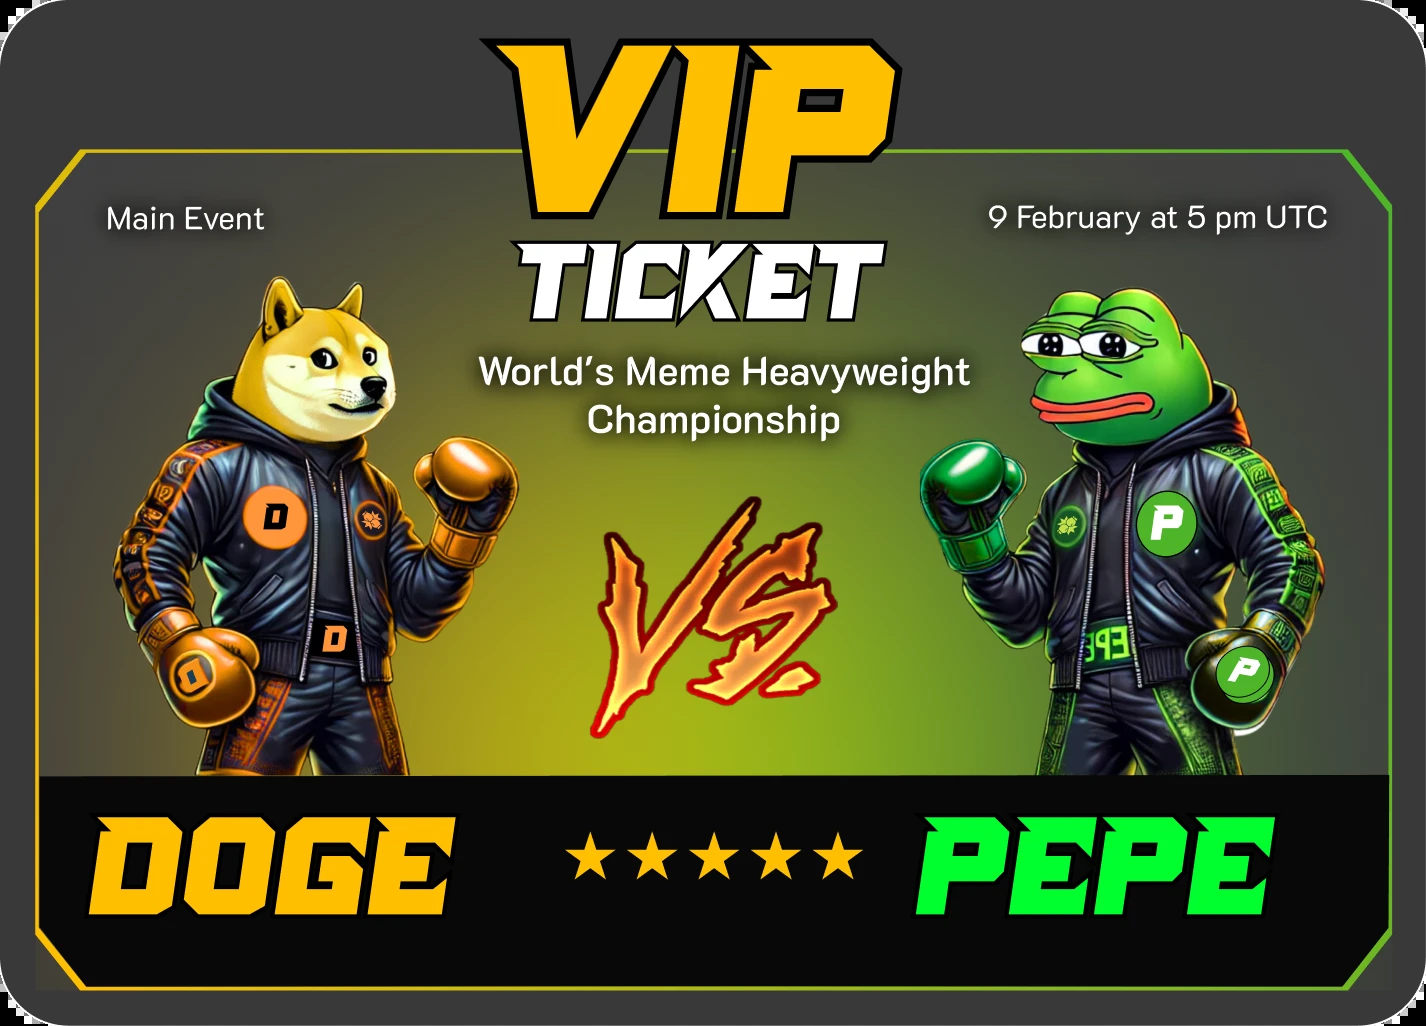 VIP
TICKET
Main Event
9 February at 5 pm UTC
World's Meme Heavyweight
Championship
D
P
VS.
D
D
P
DOGE
PEPE